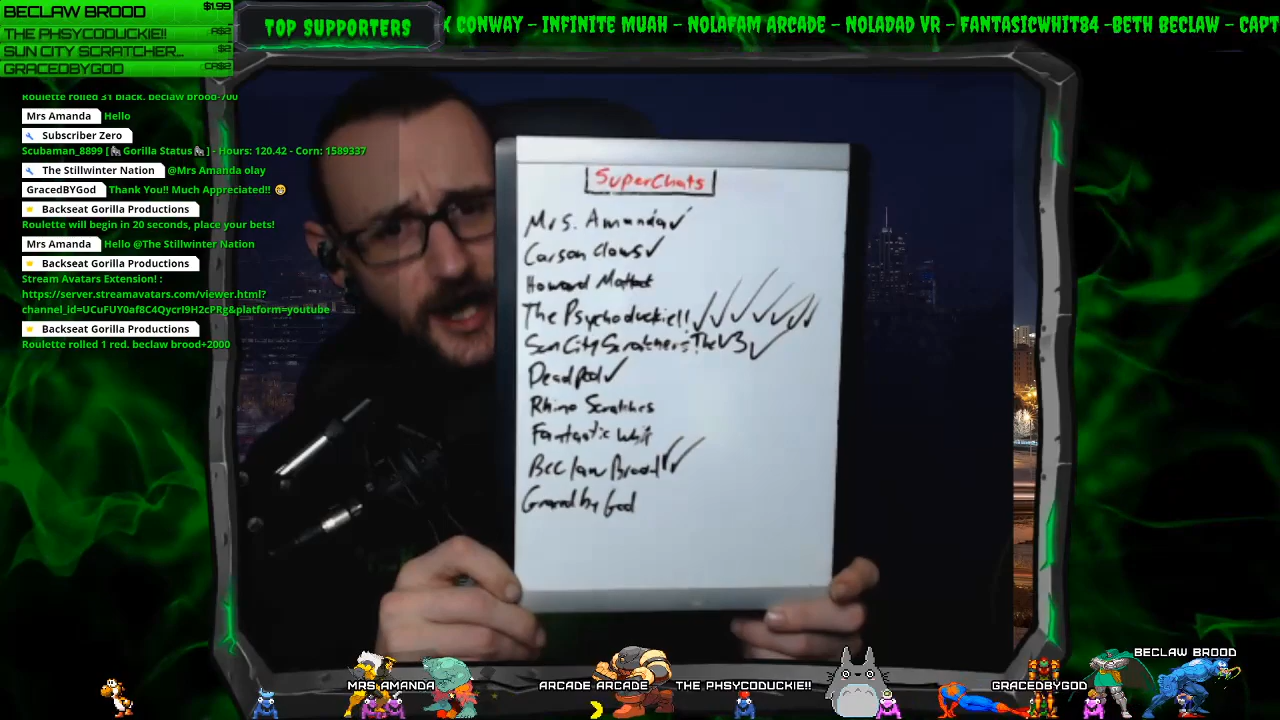 BECLAW BROOD $1.99
THE PHSYCODUCKIE!! A$2
SUN CITY SCRATCHER... $2
GRACEDBYGOD CA$2
TOP SUPPORTERS
CONWAY - INFINITE MUAH - NOLAFAM ARCADE - NOLADAD VR - FANTASICWHIT84 -BETH BECLAW - CAPT
Roulette rolled 31 black. beclaw brood-700
Mrs Amanda Hello
Subscriber Zero
Scubaman_8899 [🦍Gorilla Status🦍] - Hours: 120.42 - Corn: 1589337
The Stillwinter Nation @Mrs Amanda olay
GracedBYGod Thank You!! Much Appreciated!! 😁
Backseat Gorilla Productions
Roulette will begin in 20 seconds, place your bets!
Mrs Amanda Hello @The Stillwinter Nation
Backseat Gorilla Productions
Stream Avatars Extension! :
https://server.streamavatars.com/viewer.html?
channel_id=UCuFUY0af8C4QycrI9H2cPRg&platform=youtube
Backseat Gorilla Productions
Roulette rolled 1 red. beclaw brood+2000
SuperChats
Mrs. Amanda ✓
Carson Claws ✓
Howard
The Psychoduckie!! ✓✓✓✓✓✓✓
Sun City Scratchers
Deadpool ✓
Rhino Scratches
Fantastic Whit
Beclaw Brood ✓✓
Graced by God
BECLAW BROOD
MRS AMANDA
ARCADE ARCADE
THE PHSYCODUCKIE!!
GRACEDBYGOD